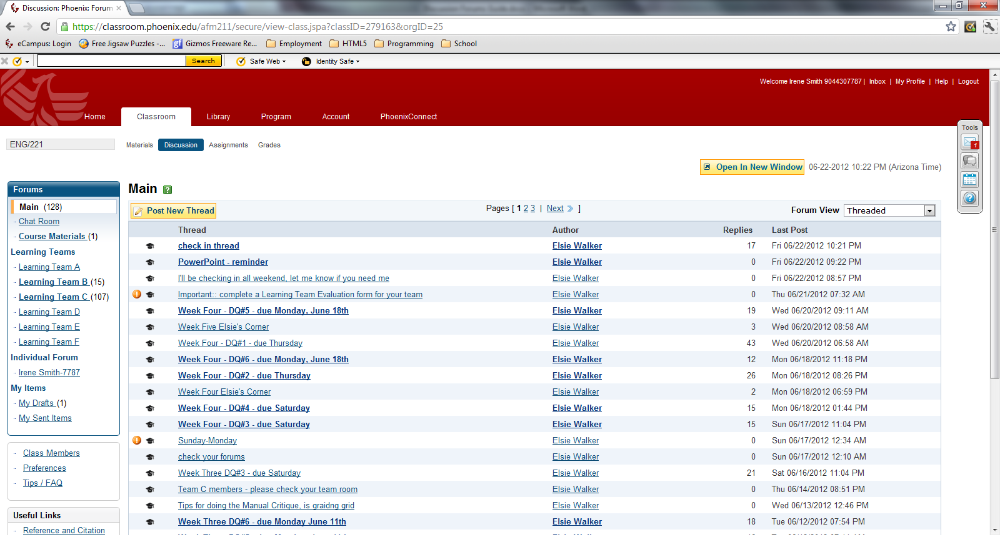 Discussion: Phoenix: Forum
https://classroom.phoenix.edu/afm211/secure/view-class.jspa?classID=279163&orgID=25
eCampus: Login Free Jigsaw Puzzles -... gf Gizmos Freeware Re... Employment HTML5 Programming School
Search Safe Web Identity Safe
Welcome Irene Smith 9044307787 | Inbox | My Profile | Help | Logout
Home Classroom Library Program Account PhoenixConnect
Tools
1
ENG/221 Materials Discussion Assignments Grades
Open In New Window 06-22-2012 10:22 PM (Arizona Time)
Forums
Main (128)
Chat Room
Course Materials (1)
Learning Teams
Learning Team A
Learning Team B (15)
Learning Team C (107)
Learning Team D
Learning Team E
Learning Team F
Individual Forum
Irene Smith-7787
My Items
My Drafts (1)
My Sent Items
Class Members
Preferences
Tips / FAQ
Useful Links
Reference and Citation
Main ?
Post New Thread Pages [ 1 2 3 | Next ] Forum View Threaded
Thread Author Replies Last Post
check in thread Elsie Walker 17 Fri 06/22/2012 10:21 PM
PowerPoint - reminder Elsie Walker 0 Fri 06/22/2012 09:22 PM
I'll be checking in all weekend, let me know if you need me Elsie Walker 0 Fri 06/22/2012 08:57 PM
Important:: complete a Learning Team Evaluation form for your team Elsie Walker 0 Thu 06/21/2012 07:32 AM
Week Four - DQ#5 - due Monday, June 18th Elsie Walker 19 Wed 06/20/2012 09:11 AM
Week Five Elsie's Corner Elsie Walker 3 Wed 06/20/2012 08:58 AM
Week Four - DQ#1 - due Thursday Elsie Walker 43 Wed 06/20/2012 06:58 AM
Week Four - DQ#6 - due Monday, June 18th Elsie Walker 12 Mon 06/18/2012 11:18 PM
Week Four - DQ#2 - due Thursday Elsie Walker 26 Mon 06/18/2012 08:26 PM
Week Four Elsie's Corner Elsie Walker 2 Mon 06/18/2012 06:59 PM
Week Four - DQ#4 - due Saturday Elsie Walker 15 Mon 06/18/2012 01:44 PM
Week Four - DQ#3 - due Saturday Elsie Walker 15 Sun 06/17/2012 11:04 PM
Sunday-Monday Elsie Walker 0 Sun 06/17/2012 12:34 AM
check your forums Elsie Walker 0 Sun 06/17/2012 12:10 AM
Week Three DQ#3 - due Saturday Elsie Walker 21 Sat 06/16/2012 11:04 PM
Team C members - please check your team room Elsie Walker 0 Thu 06/14/2012 08:51 PM
Tips for doing the Manual Critique, is graidng grid Elsie Walker 0 Wed 06/13/2012 12:46 PM
Week Three DQ#6 - due Monday June 11th Elsie Walker 18 Tue 06/12/2012 07:54 PM